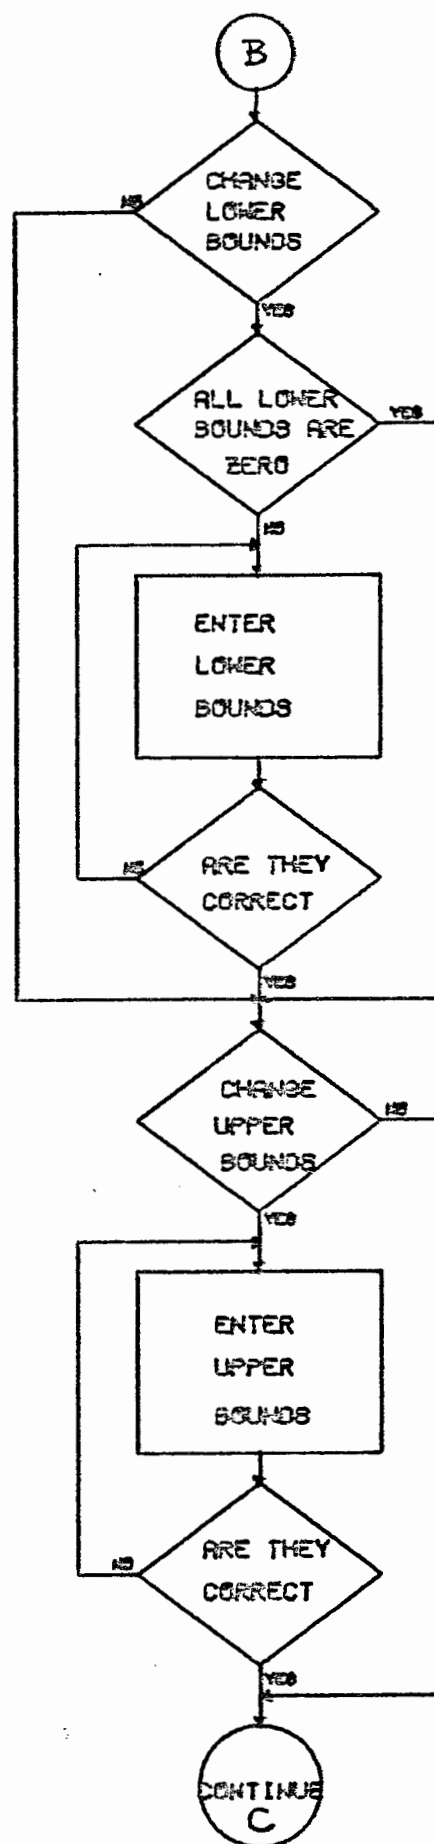 B
CHANGE
NO
LOWER
BOUNDS
YES
ALL LOWER
YES
BOUNDS ARE
ZERO
NO
ENTER
LOWER
BOUNDS
ARE THEY
NO
CORRECT
YES
CHANGE
NO
UPPER
BOUNDS
YES
ENTER
UPPER
BOUNDS
ARE THEY
NO
CORRECT
YES
CONTINUE
C